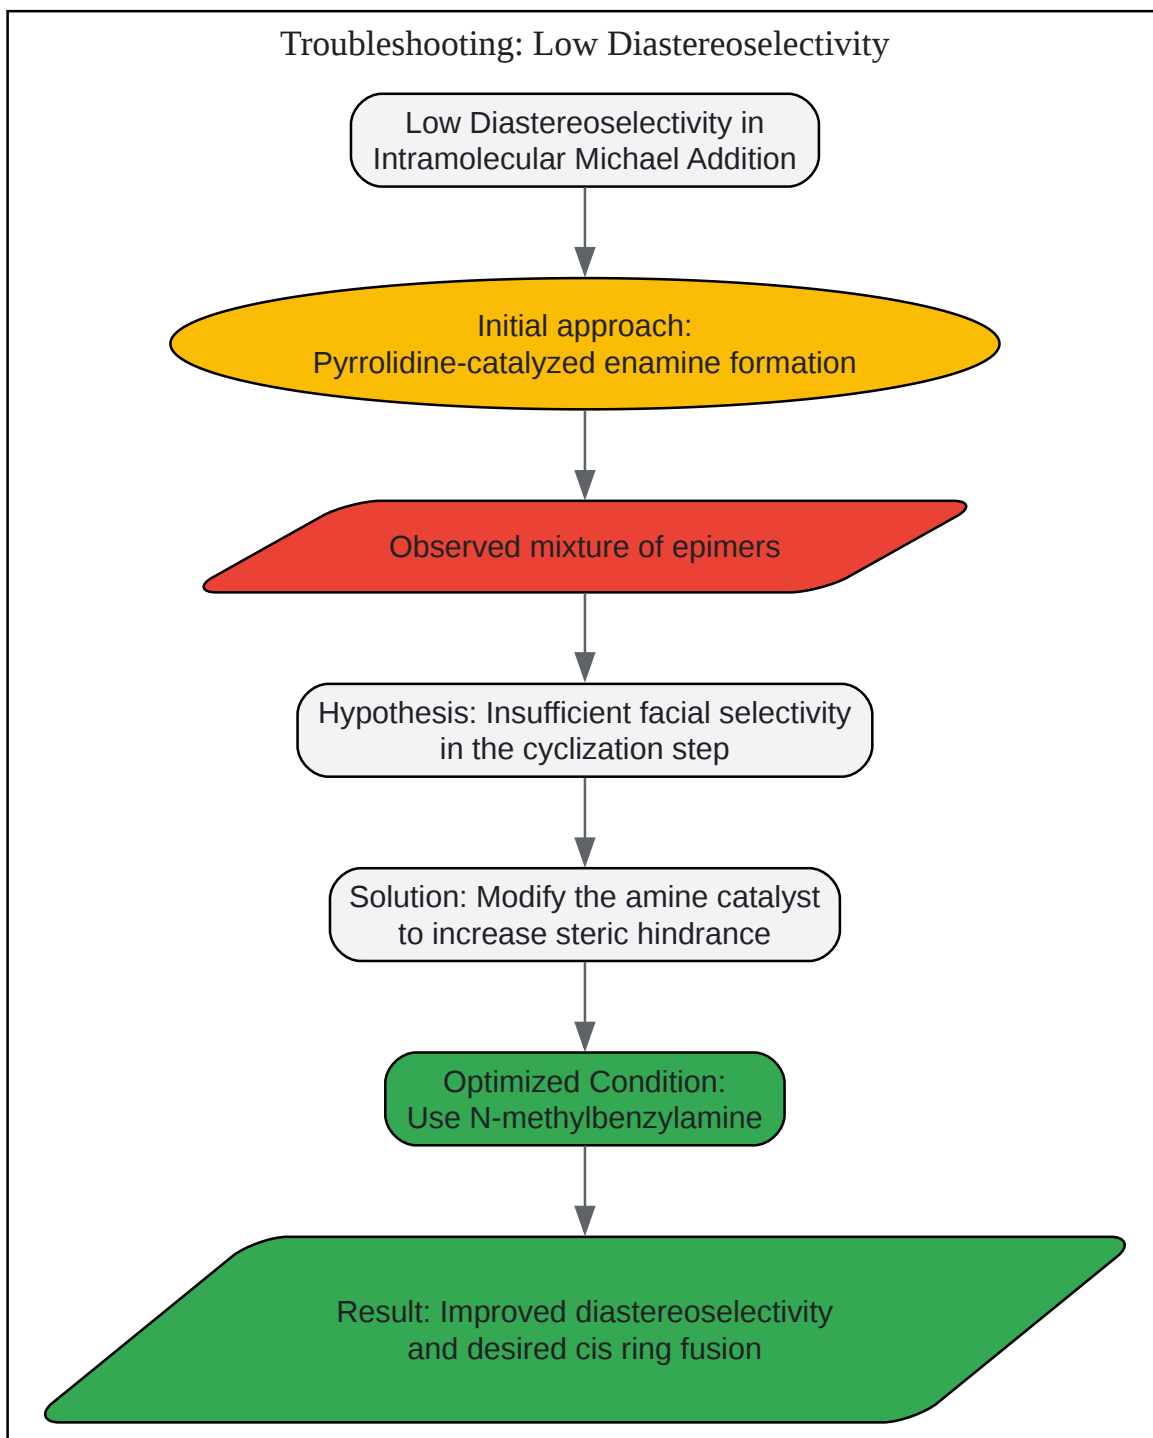 Troubleshooting: Low Diastereoselectivity
Low Diastereoselectivity in
Intramolecular Michael Addition
Initial approach:
Pyrrolidine-catalyzed enamine formation
Observed mixture of epimers
Hypothesis: Insufficient facial selectivity
in the cyclization step
Solution: Modify the amine catalyst
to increase steric hindrance
Optimized Condition:
Use N-methylbenzylamine
Result: Improved diastereoselectivity
and desired cis ring fusion